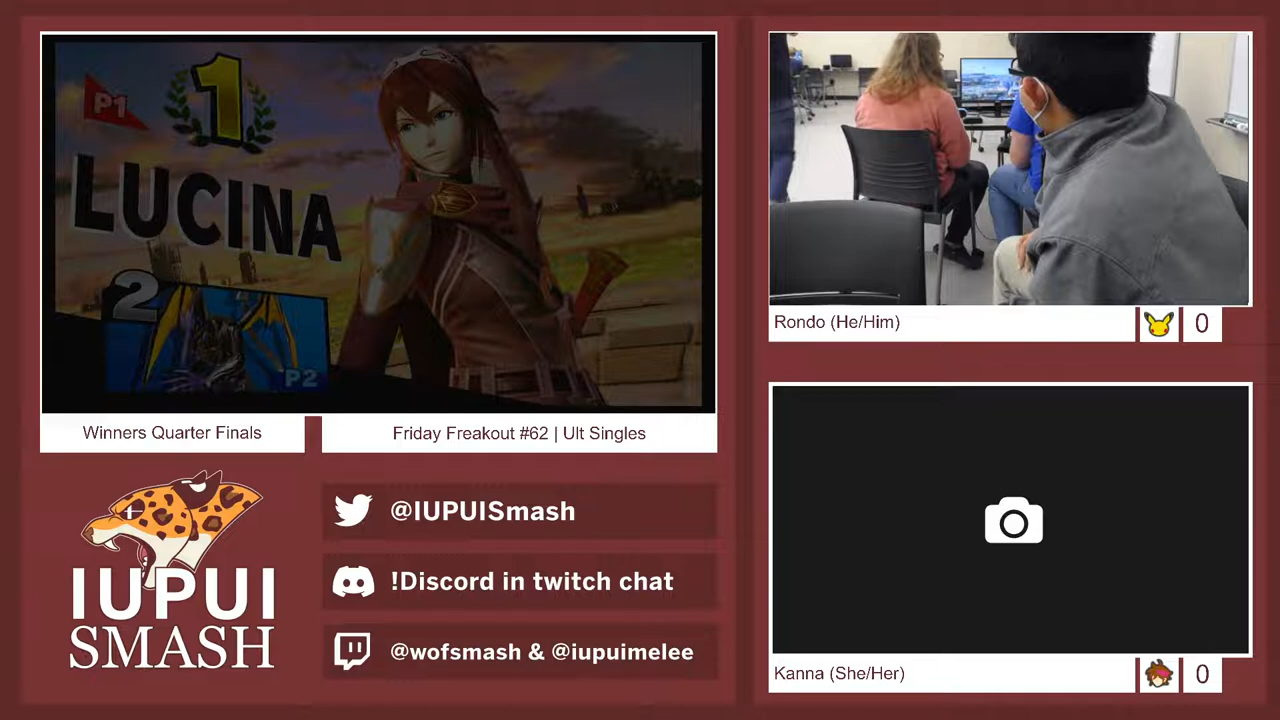 P1
1
LUCINA
2
P2
Rondo (He/Him)
0
Winners Quarter Finals
Friday Freakout #62 | Ult Singles
@IUPUISmash
!Discord in twitch chat
@wofsmash & @iupuimelee
IUPUI
SMASH
Kanna (She/Her)
0